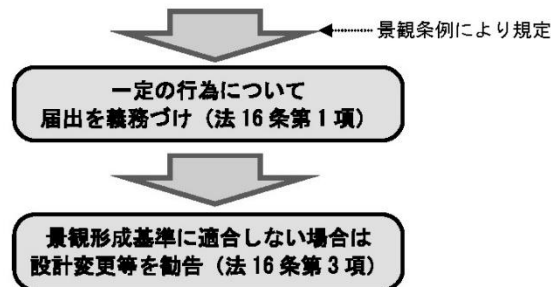 景観条例により規定
一定の行為について
届出を義務づけ（法16条第1項）
景観形成基準に適合しない場合は
設計変更等を勧告（法16条第3項）